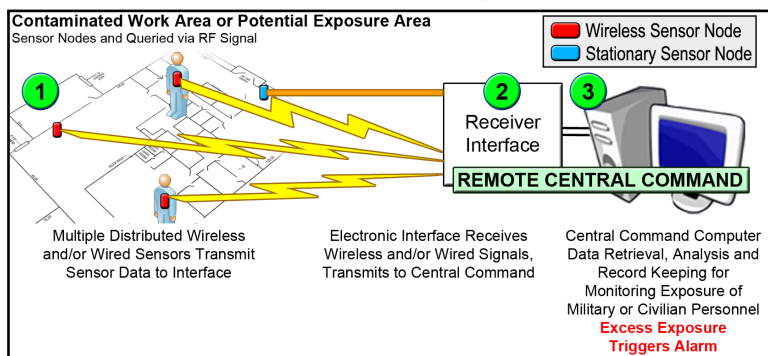 Contaminated Work Area or Potential Exposure Area
Sensor Nodes and Queried via RF Signal
Wireless Sensor Node
Stationary Sensor Node
1
2
3
Receiver
Interface
REMOTE CENTRAL COMMAND
Multiple Distributed Wireless
and/or Wired Sensors Transmit
Sensor Data to Interface
Electronic Interface Receives
Wireless and/or Wired Signals,
Transmits to Central Command
Central Command Computer
Data Retrieval, Analysis and
Record Keeping for
Monitoring Exposure of
Military or Civilian Personnel
Excess Exposure
Triggers Alarm